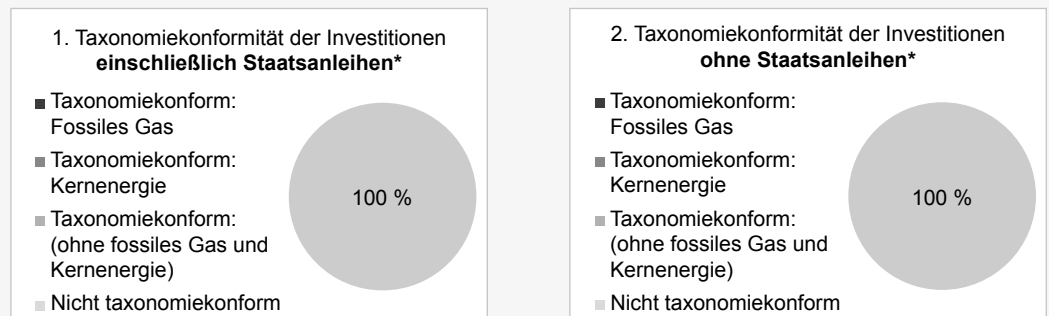 1. Taxonomiekonformität der Investitionen
einschließlich Staatsanleihen*
Taxonomiekonform:
Fossiles Gas
Taxonomiekonform:
Kernenergie
Taxonomiekonform:
(ohne fossiles Gas und
Kernenergie)
Nicht taxonomiekonform
100 %
2. Taxonomiekonformität der Investitionen
ohne Staatsanleihen*
Taxonomiekonform:
Fossiles Gas
Taxonomiekonform:
Kernenergie
Taxonomiekonform:
(ohne fossiles Gas und
Kernenergie)
Nicht taxonomiekonform
100 %